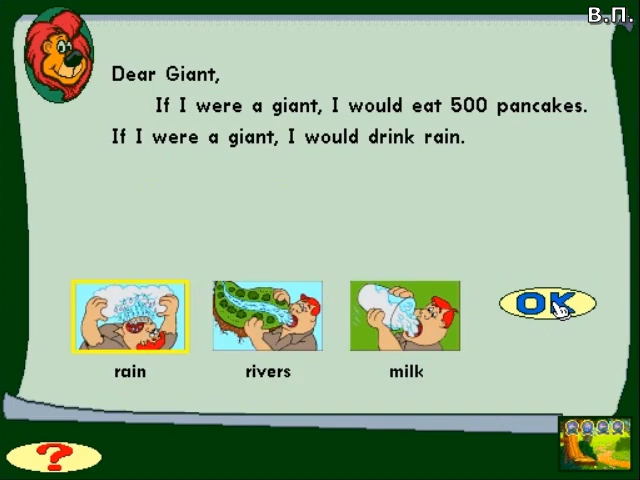 В.П.
Dear Giant,
If I were a giant, I would eat 500 pancakes.
If I were a giant, I would drink rain.
OK
rain rivers milk
?